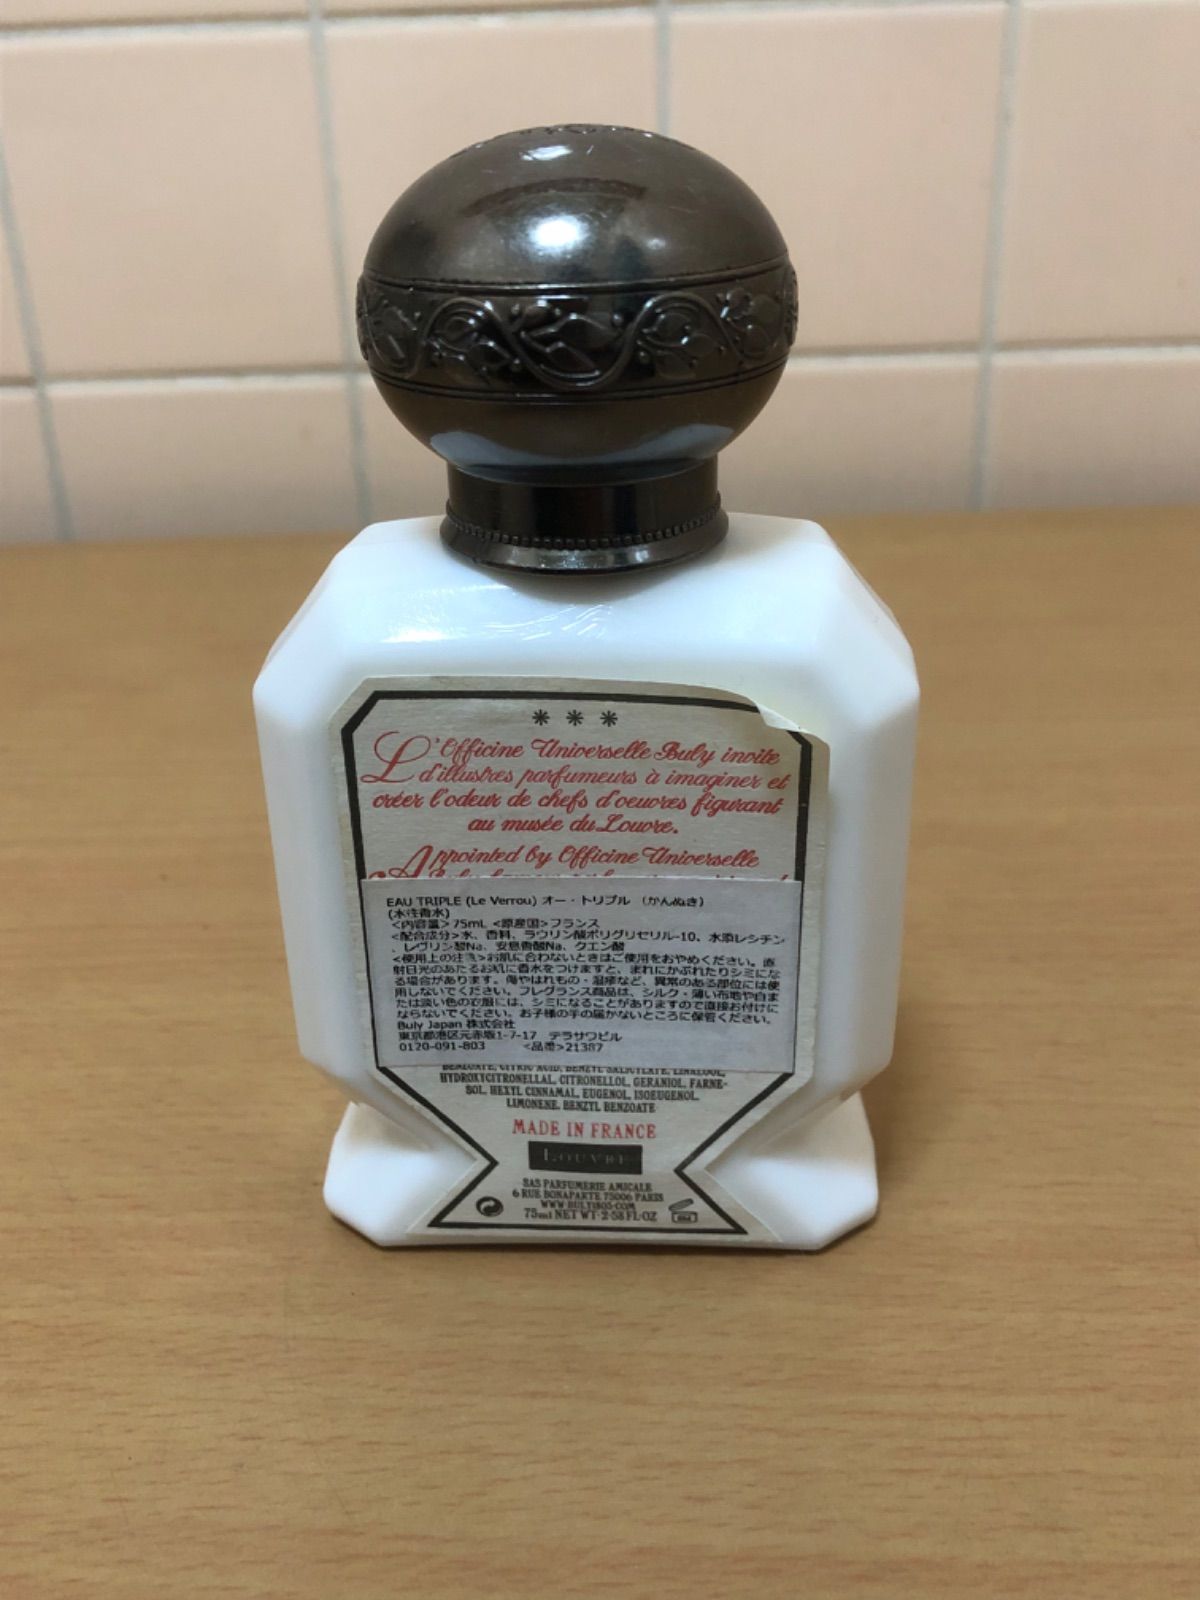 ＊ ＊ ＊
L'Officine Universelle Buly invite
d'illustres parfumeurs à imaginer et
créer l'odeur de chefs d'oeuvres figurant
au musée du Louvre.
Appointed by Officine Universelle
EAU TRIPLE (Le Verrou) オー・トリプル (かんぬき)
(水性香水)
<内容量> 75mL <原産国>フランス
<配合成分>水、香料、ラウリン酸ポリグリセリル-10、水添レシチン
、レヴリン酸Na、安息香酸Na、クエン酸
<使用上の注意>お肌に合わないときはご使用をおやめください。直
射日光のあたるお肌に香水をつけますと、まれにかぶれたりシミにな
る場合があります。傷やはれもの・湿疹など、異常のある部位には使
用しないでください。フレグランス商品は、シルク・薄い布地や白ま
たは淡い色の衣服には、シミになることがありますので直接お付けに
ならないでください。お子様の手の届かないところに保管ください。
Buly Japan 株式会社
東京都港区元赤坂1-7-17 テラサワビル
0120-091-803 <品番>21387
BENZOATE, CITRIC ACID, BENZYL SALICYLATE, LINALOOL,
HYDROXYCITRONELLAL, CITRONELLOL, GERANIOL, FARNE-
SOL, HEXYL CINNAMAL, EUGENOL, ISOEUGENOL,
LIMONENE, BENZYL BENZOATE
MADE IN FRANCE
LOUVRE
SAS PARFUMERIE AMICALE
6 RUE BONAPARTE 75006 PARIS
WWW.BULY1803.COM
75ml NET WT·2·58 FL·OZ